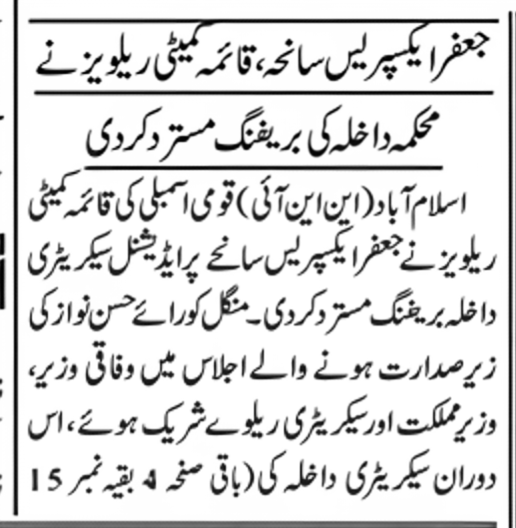 جعفر ایکسپریس سانحہ، قائمہ کمیٹی ریلویز نے
محکمہ داخلہ کی بریفنگ مسترد کردی
اسلام آباد (این این آئی) قومی اسمبلی کی قائمہ کمیٹی
ریلویز نے جعفر ایکسپریس سانحے پر ایڈیشنل سیکریٹری
داخلہ بریفنگ مسترد کردی۔ منگل کو رائے حسن نواز کی
زیر صدارت ہونے والے اجلاس میں وفاقی وزیر،
وزیر مملکت اور سیکریٹری ریلوے شریک ہوئے، اس
دوران سیکریٹری داخلہ کی (باقی صفحہ 4 بقیہ نمبر 15